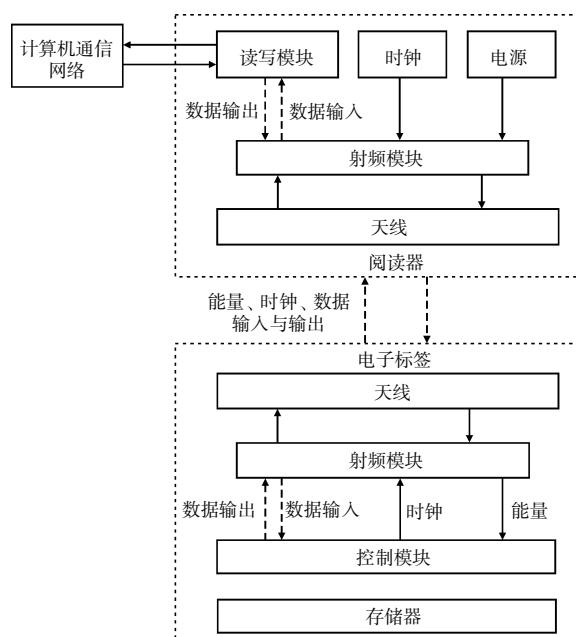 计算机通信
网络
读写模块
时钟
电源
数据输出
数据输入
射频模块
天线
阅读器
能量、时钟、数据
输入与输出
电子标签
天线
射频模块
数据输出
数据输入
时钟
能量
控制模块
存储器